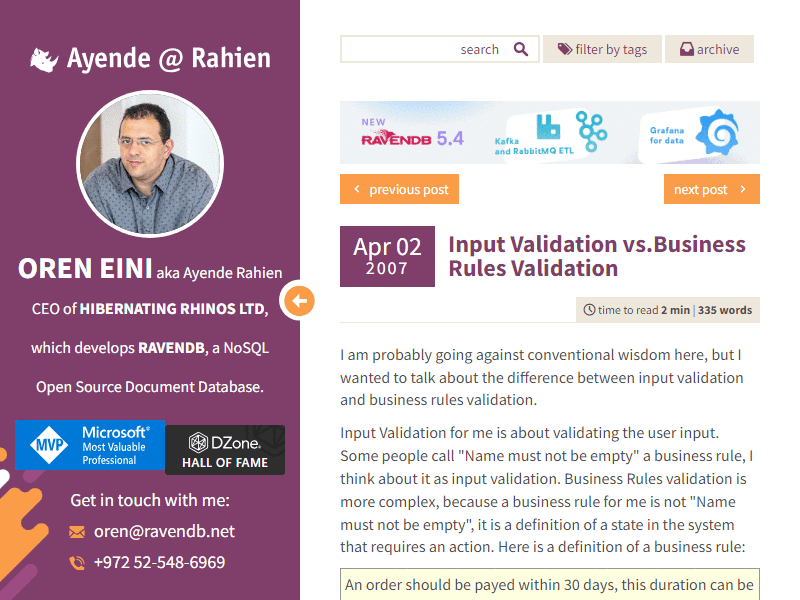 Ayende @ Rahien
OREN EINI aka Ayende Rahien
CEO of HIBERNATING RHINOS LTD,
which develops RAVENDB, a NoSQL
Open Source Document Database.
MVP
Microsoft®
Most Valuable
Professional
DZone.
HALL OF FAME
Get in touch with me:
oren@ravendb.net
+972 52-548-6969
search
filter by tags
archive
NEW
RAVENDB 5.4
Kafka
and RabbitMQ ETL
Grafana
for data
previous post
next post
Apr 02
2007
Input Validation vs.Business
Rules Validation
time to read 2 min | 335 words
I am probably going against conventional wisdom here, but I
wanted to talk about the difference between input validation
and business rules validation.
Input Validation for me is about validating the user input.
Some people call "Name must not be empty" a business rule, I
think about it as input validation. Business Rules validation is
more complex, because a business rule for me is not "Name
must not be empty", it is a definition of a state in the system
that requires an action. Here is a definition of a business rule:
An order should be payed within 30 days, this duration can be